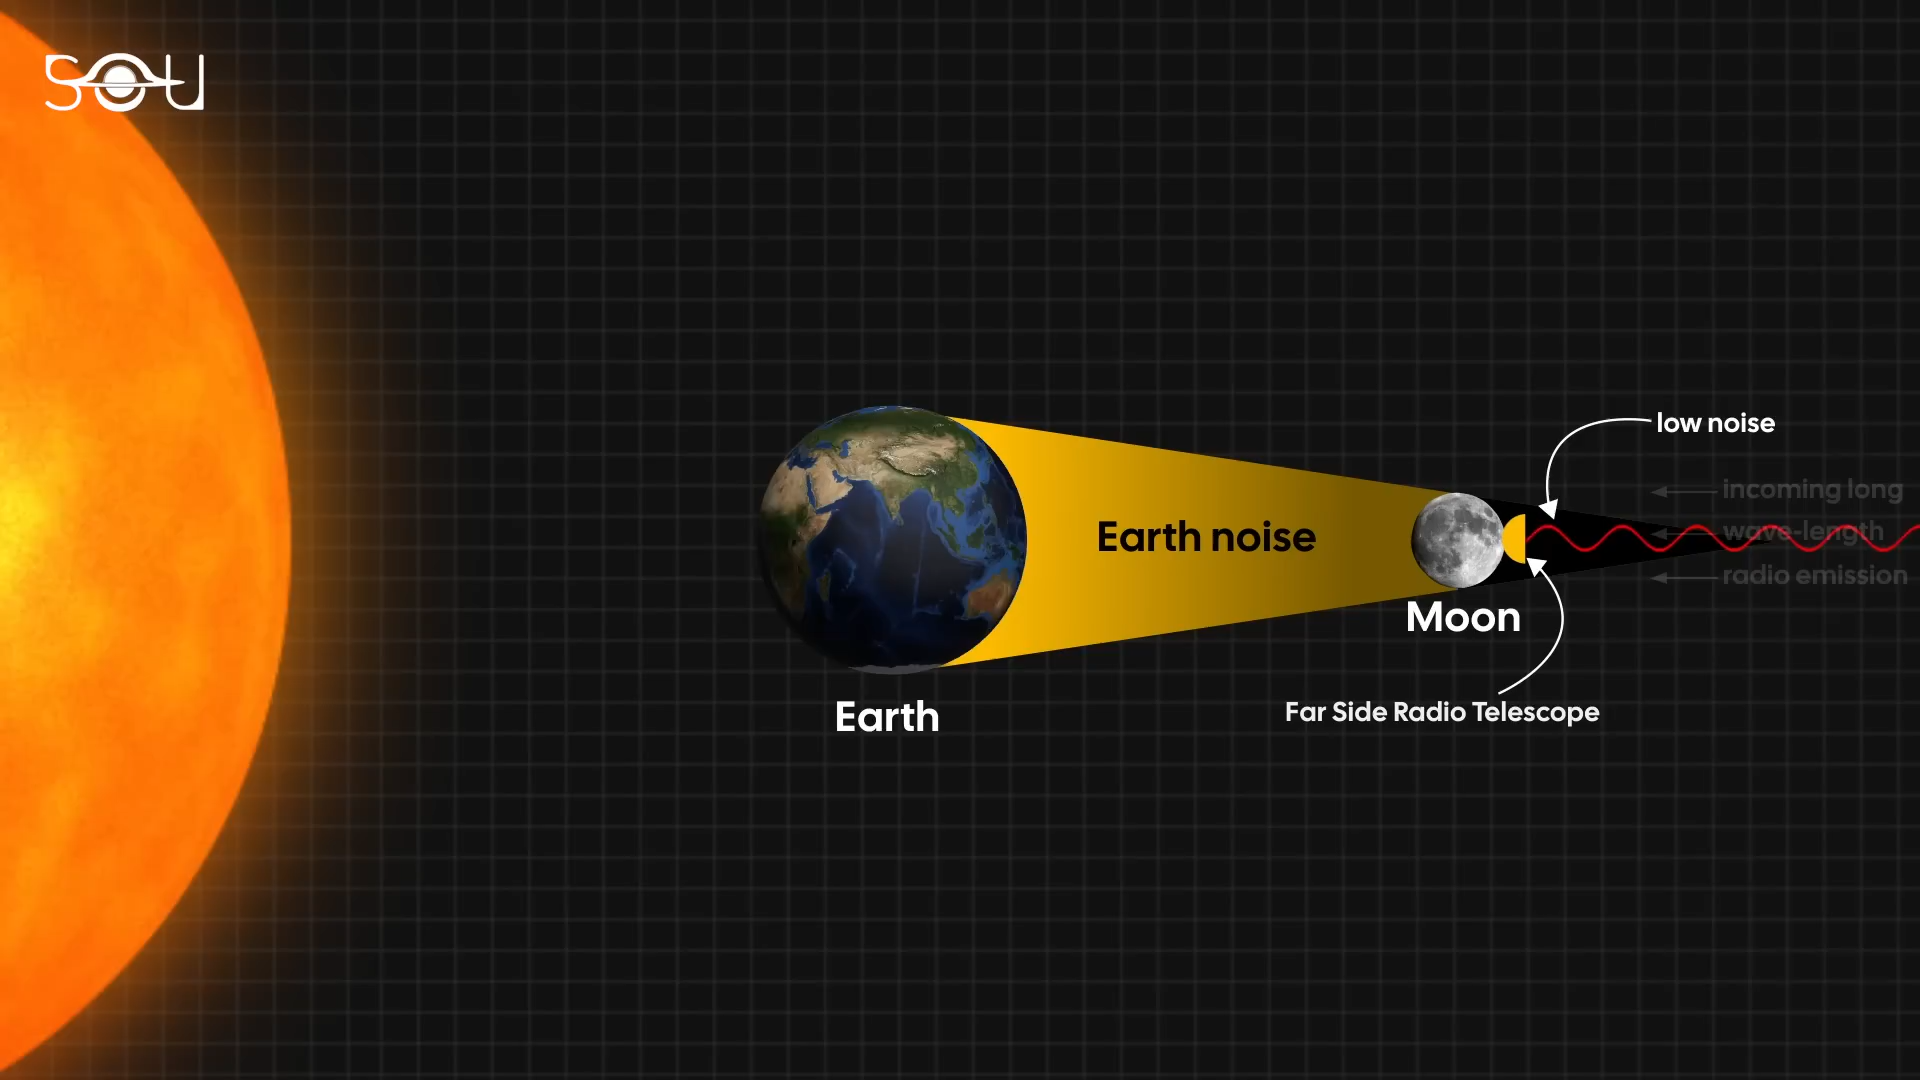 SOU
low noise
incoming long
wave-length
radio emission
Earth noise
Moon
Far Side Radio Telescope
Earth